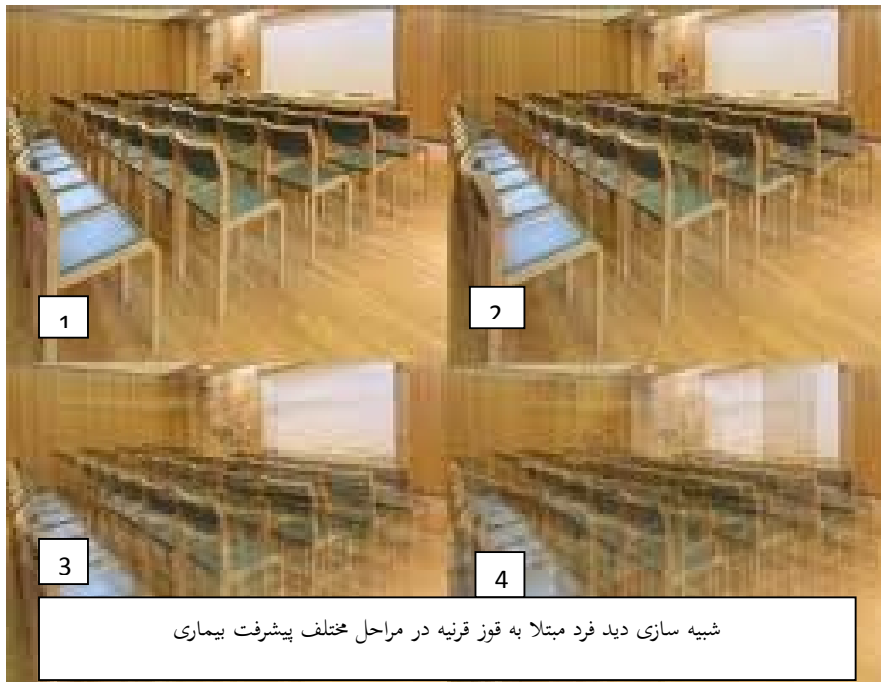 1
2
3
4
شبیه سازی دید فرد مبتلا به قوز قرنیه در مراحل مختلف پیشرفت بیماری